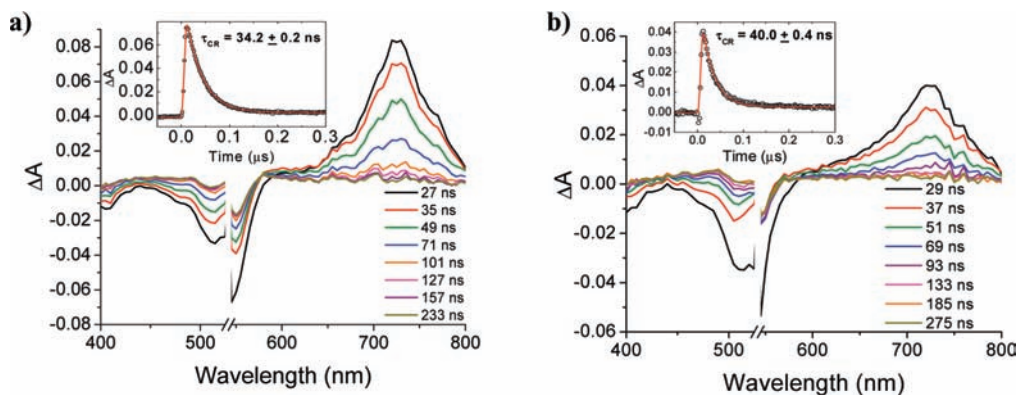 a)
τCR = 34.2 ± 0.2 ns
ΔA
0.08
0.06
0.04
0.02
0.00
0.0
0.1
0.2
0.3
Time (µs)
ΔA
0.08
0.06
0.04
0.02
0.00
-0.02
-0.04
-0.06
-0.08
27 ns
35 ns
49 ns
71 ns
101 ns
127 ns
157 ns
233 ns
400
500
600
700
800
Wavelength (nm)
b)
τCR = 40.0 ± 0.4 ns
ΔA
0.04
0.03
0.02
0.01
0.00
-0.01
0.0
0.1
0.2
0.3
Time (µs)
ΔA
0.06
0.04
0.02
0.00
-0.02
-0.04
-0.06
29 ns
37 ns
51 ns
69 ns
93 ns
133 ns
185 ns
275 ns
400
500
600
700
800
Wavelength (nm)